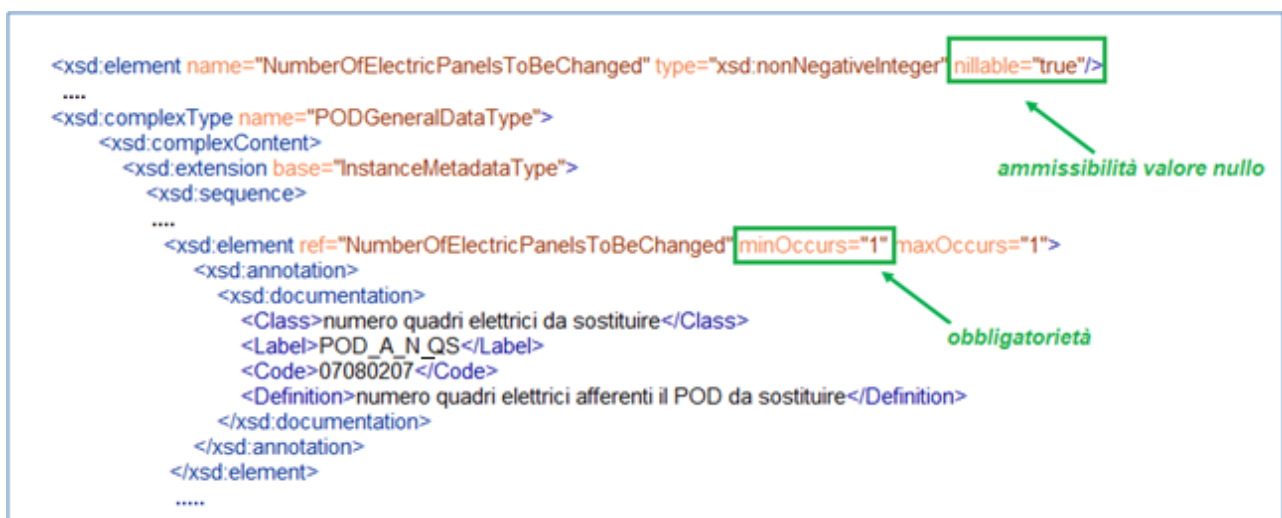 <xsd:element name="NumberOfElectricPanelsToBeChanged" type="xsd:nonNegativeInteger" nillable="true"/>
....
<xsd:complexType name="PODGeneralDataType">
<xsd:complexContent>
ammissibilità valore nullo
<xsd:extension base="InstanceMetadataType">
<xsd:sequence>
....
<xsd:element ref="NumberOfElectricPanelsToBeChanged" minOccurs="1" maxOccurs="1">
<xsd:annotation>
<xsd:documentation>
<Class>numero quadri elettrici da sostituire</Class>
obbligatorietà
<Label>POD_A_N_QS</Label>
<Code>07080207</Code>
<Definition>numero quadri elettrici afferenti il POD da sostituire</Definition>
</xsd:documentation>
</xsd:annotation>
</xsd:element>
.....